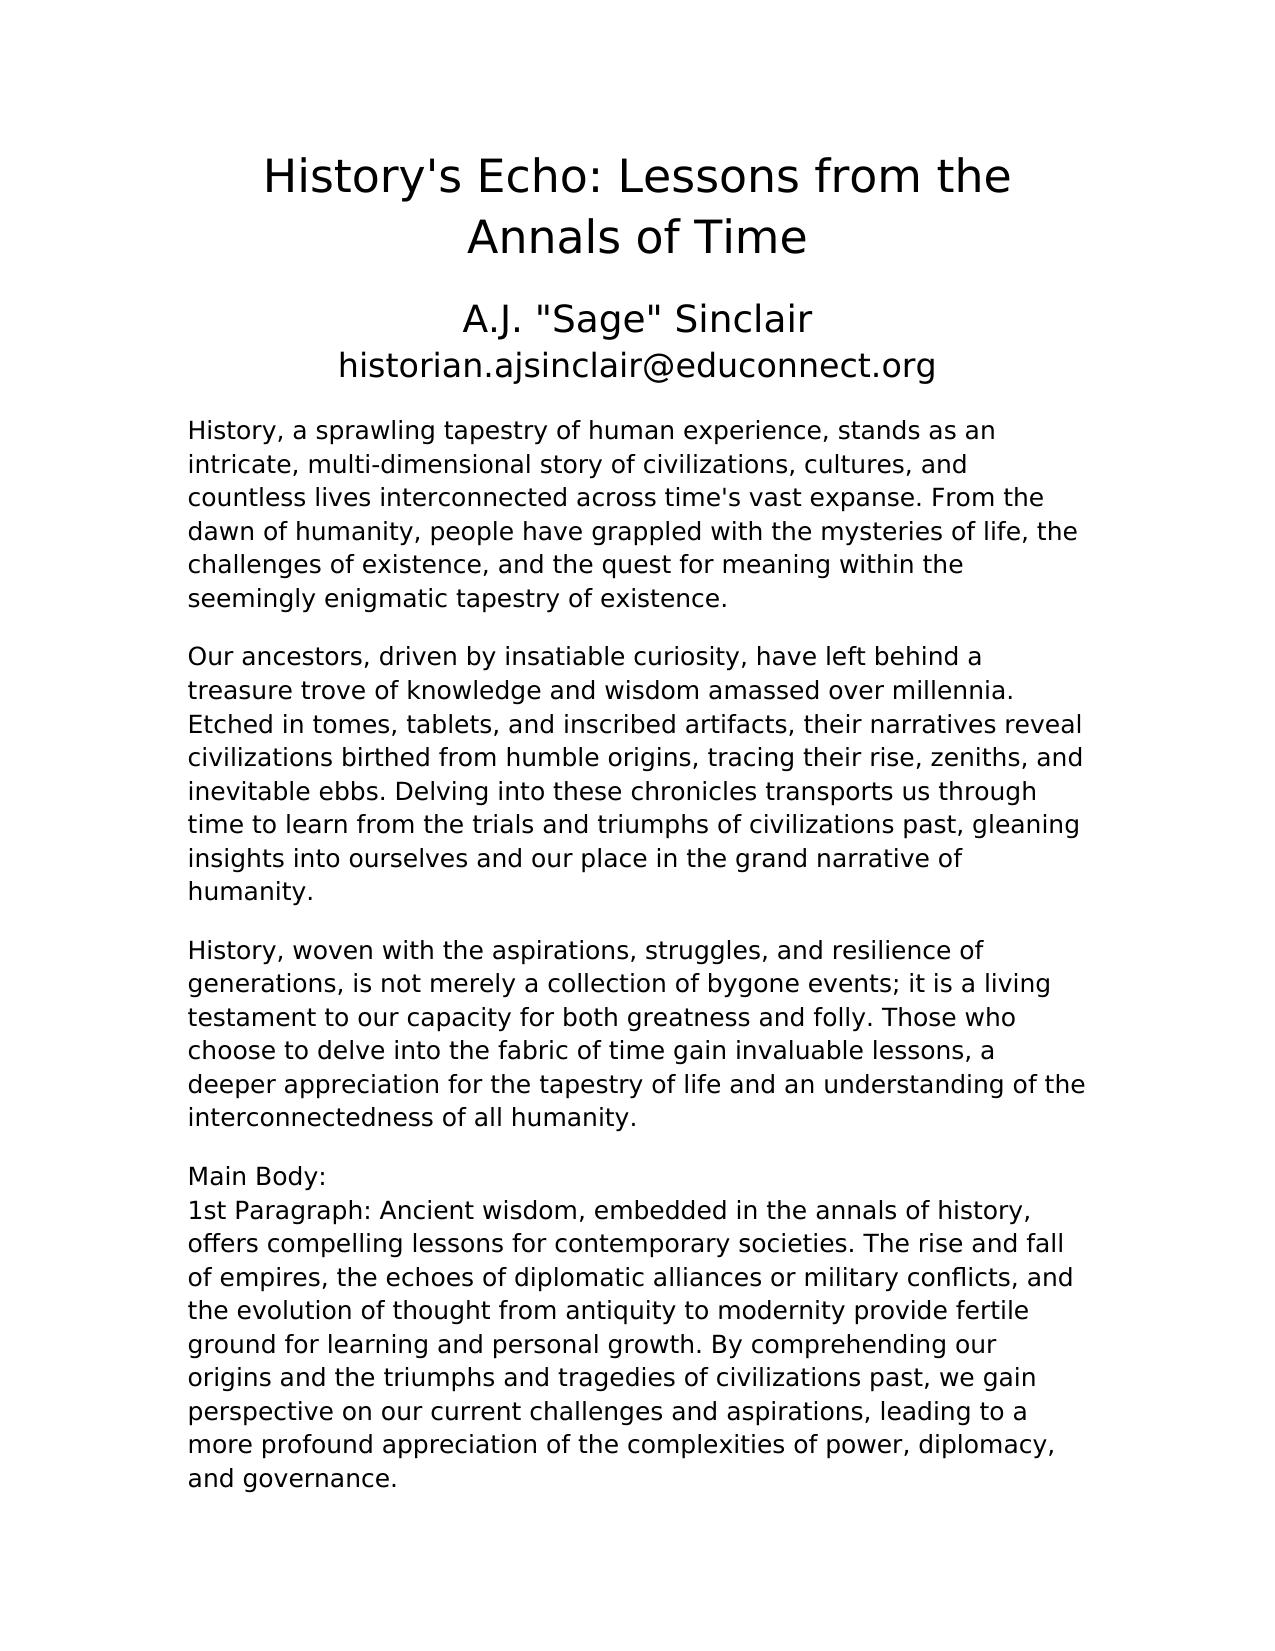 History's Echo: Lessons from the
Annals of Time
A.J. "Sage" Sinclair
historian.ajsinclair@educonnect.org
History, a sprawling tapestry of human experience, stands as an
intricate, multi-dimensional story of civilizations, cultures, and
countless lives interconnected across time's vast expanse. From the
dawn of humanity, people have grappled with the mysteries of life, the
challenges of existence, and the quest for meaning within the
seemingly enigmatic tapestry of existence.
Our ancestors, driven by insatiable curiosity, have left behind a
treasure trove of knowledge and wisdom amassed over millennia.
Etched in tomes, tablets, and inscribed artifacts, their narratives reveal
civilizations birthed from humble origins, tracing their rise, zeniths, and
inevitable ebbs. Delving into these chronicles transports us through
time to learn from the trials and triumphs of civilizations past, gleaning
insights into ourselves and our place in the grand narrative of
humanity.
History, woven with the aspirations, struggles, and resilience of
generations, is not merely a collection of bygone events; it is a living
testament to our capacity for both greatness and folly. Those who
choose to delve into the fabric of time gain invaluable lessons, a
deeper appreciation for the tapestry of life and an understanding of the
interconnectedness of all humanity.
Main Body:
1st Paragraph: Ancient wisdom, embedded in the annals of history,
offers compelling lessons for contemporary societies. The rise and fall
of empires, the echoes of diplomatic alliances or military conflicts, and
the evolution of thought from antiquity to modernity provide fertile
ground for learning and personal growth. By comprehending our
origins and the triumphs and tragedies of civilizations past, we gain
perspective on our current challenges and aspirations, leading to a
more profound appreciation of the complexities of power, diplomacy,
and governance.